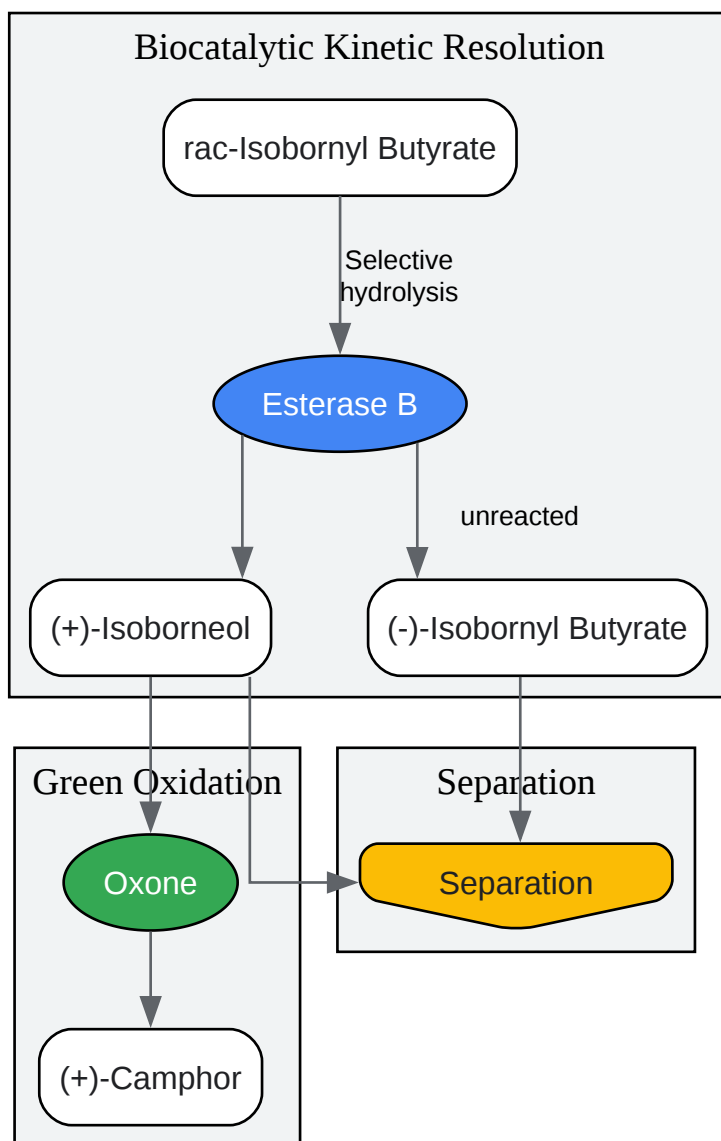 Biocatalytic Kinetic Resolution
rac-Isobornyl Butyrate
Selective
hydrolysis
Esterase B
unreacted
(+)-Isoborneol
(-)-Isobornyl Butyrate
Green Oxidation
Separation
Oxone
Separation
(+)-Camphor